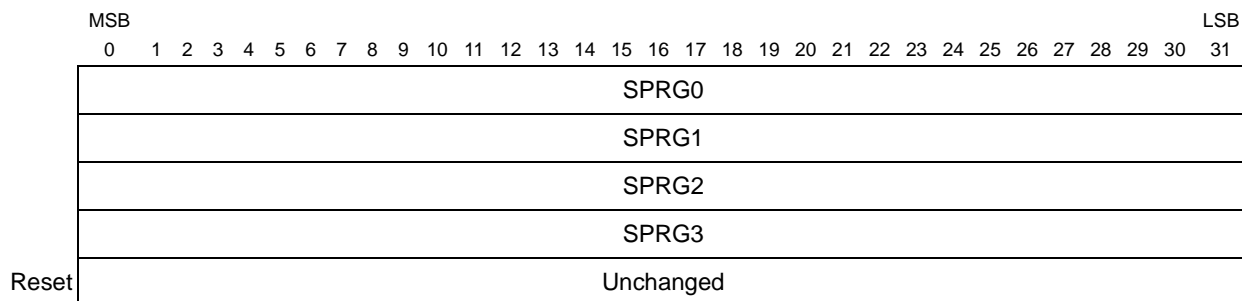 MSB LSB
0 1 2 3 4 5 6 7 8 9 10 11 12 13 14 15 16 17 18 19 20 21 22 23 24 25 26 27 28 29 30 31
SPRG0
SPRG1
SPRG2
SPRG3
Reset Unchanged